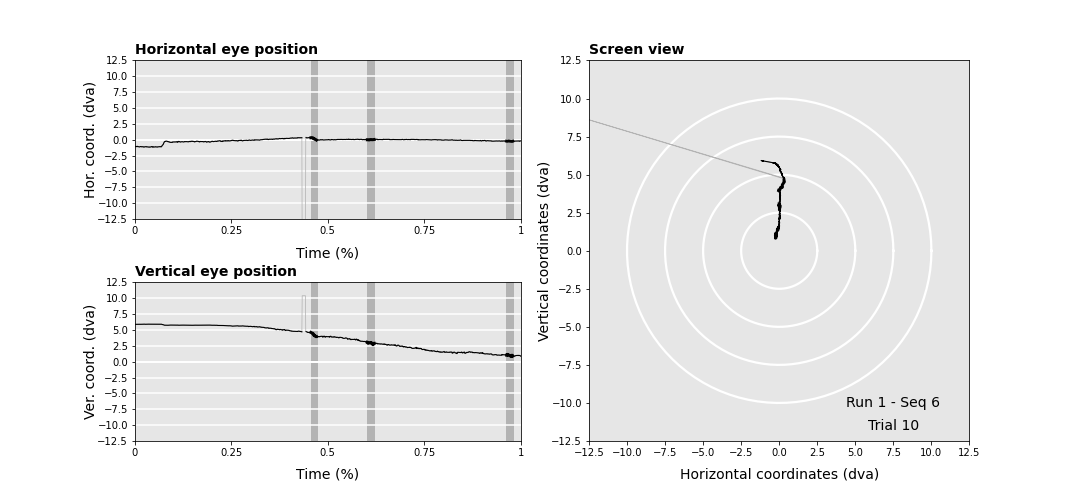 Horizontal eye position
Hor. coord. (dva)
12.5
10.0
7.5
5.0
2.5
0.0
−2.5
−5.0
−7.5
−10.0
−12.5
0 0.25 0.50 0.75 1
Time (%)
Vertical eye position
Ver. coord. (dva)
12.5
10.0
7.5
5.0
2.5
0.0
−2.5
−5.0
−7.5
−10.0
−12.5
0 0.25 0.50 0.75 1
Time (%)
Screen view
Vertical coordinates (dva)
12.5
10.0
7.5
5.0
2.5
0.0
−2.5
−5.0
−7.5
−10.0
−12.5
Run 1 - Seq 6
Trial 10
−12.5 −10.0 −7.5 −5.0 −2.5 0.0 2.5 5.0 7.5 10.0 12.5
Horizontal coordinates (dva)